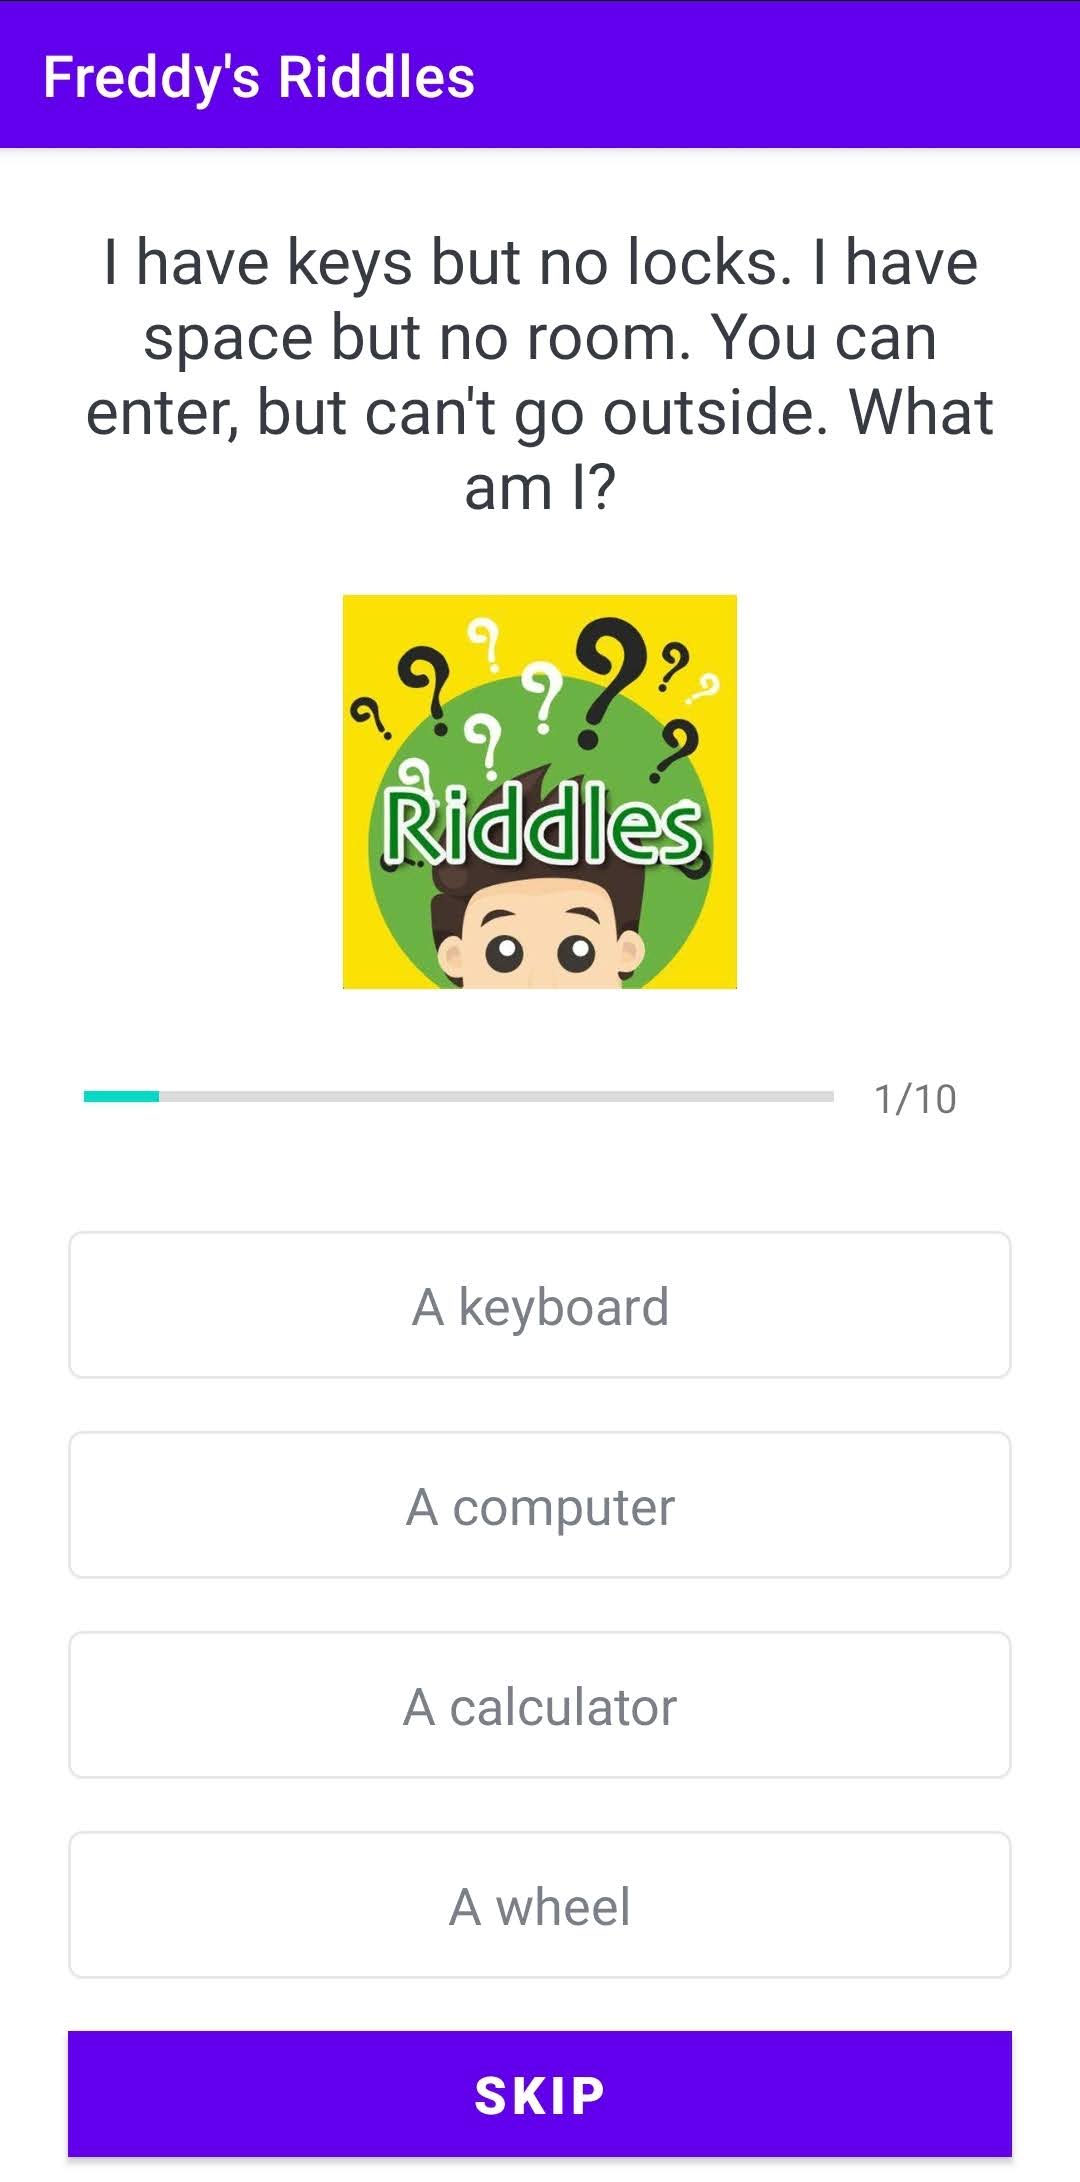 Freddy's Riddles
I have keys but no locks. I have
space but no room. You can
enter, but can't go outside. What
am I?
Riddles
1/10
A keyboard
A computer
A calculator
A wheel
SKIP